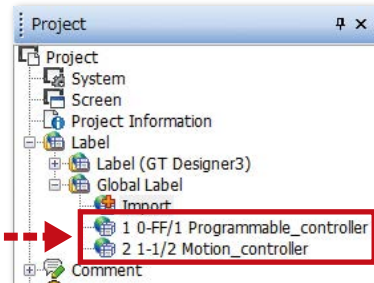 Project
Project
System
Screen
Project Information
Label
Label (GT Designer3)
Global Label
Import
1 0-FF/1 Programmable_controller
2 1-1/2 Motion_controller
Comment